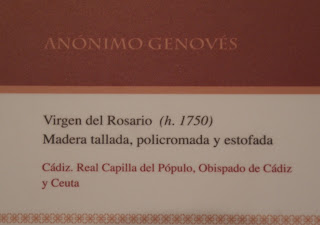 ANÓNIMO GENOVÉS
Virgen del Rosario (h. 1750)
Madera tallada, policromada y estofada
Cádiz. Real Capilla del Pópulo, Obispado de Cádiz
y Ceuta